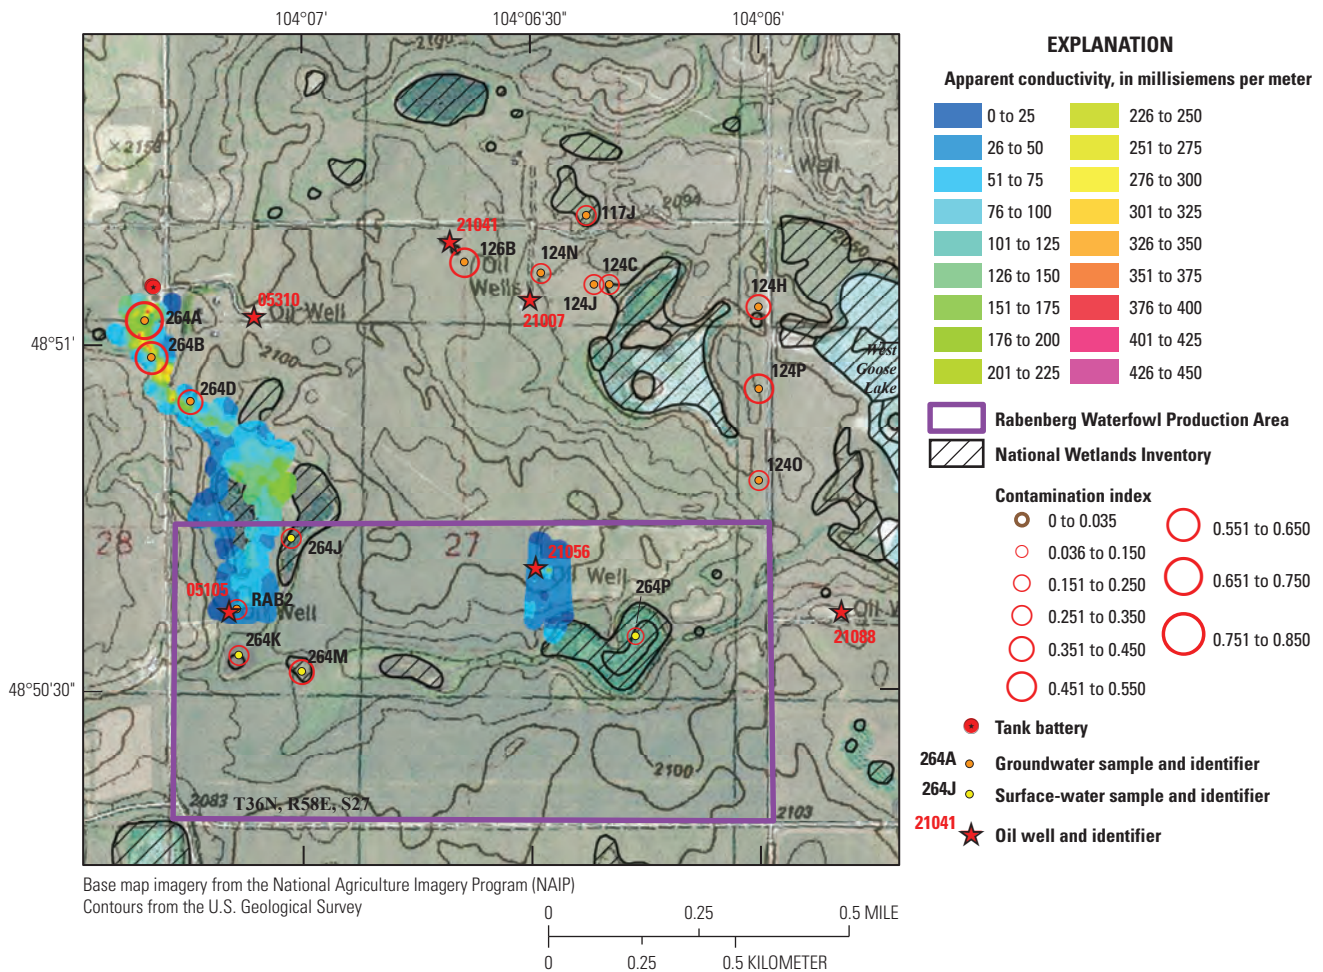 104°07'
104°06'30"
104°06'
48°51'
48°50'30"
2158
2094
2100
2100
2083
2103
Well
117J
21041
126B
Oil
Wells
124N
124C
124J
21007
124H
124P
124O
West
Goose
Lake
05310
Oil Well
264A
264B
264D
28
27
264J
21056
Oil Well
264P
05105
RAB2
Well
264K
264M
21088
T36N, R58E, S27
EXPLANATION
Apparent conductivity, in millisiemens per meter
0 to 25
26 to 50
51 to 75
76 to 100
101 to 125
126 to 150
151 to 175
176 to 200
201 to 225
226 to 250
251 to 275
276 to 300
301 to 325
326 to 350
351 to 375
376 to 400
401 to 425
426 to 450
Rabenberg Waterfowl Production Area
National Wetlands Inventory
Contamination index
0 to 0.035
0.036 to 0.150
0.151 to 0.250
0.251 to 0.350
0.351 to 0.450
0.451 to 0.550
0.551 to 0.650
0.651 to 0.750
0.751 to 0.850
Tank battery
264A Groundwater sample and identifier
264J Surface-water sample and identifier
21041 Oil well and identifier
Base map imagery from the National Agriculture Imagery Program (NAIP)
Contours from the U.S. Geological Survey
0 0.25 0.5 MILE
0 0.25 0.5 KILOMETER